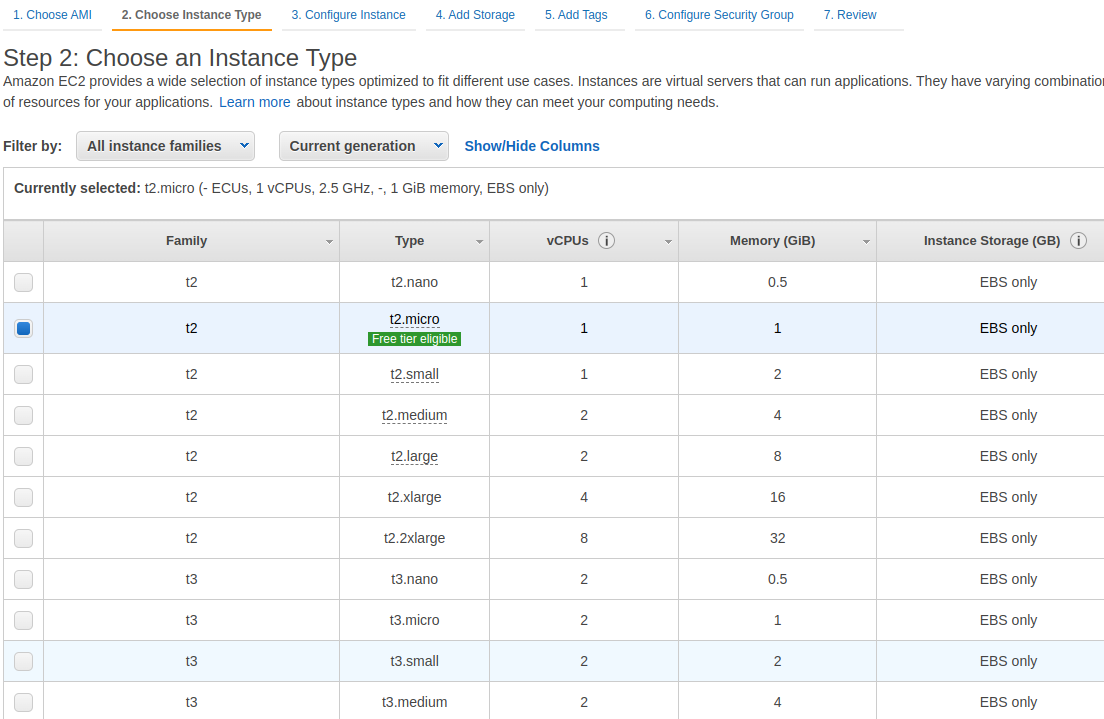 1. Choose AMI 2. Choose Instance Type 3. Configure Instance 4. Add Storage 5. Add Tags 6. Configure Security Group 7. Review
Step 2: Choose an Instance Type
Amazon EC2 provides a wide selection of instance types optimized to fit different use cases. Instances are virtual servers that can run applications. They have varying combination
of resources for your applications. Learn more about instance types and how they can meet your computing needs.
Filter by: All instance families Current generation Show/Hide Columns
Currently selected: t2.micro (- ECUs, 1 vCPUs, 2.5 GHz, -, 1 GiB memory, EBS only)
Family Type vCPUs i Memory (GiB) Instance Storage (GB) i
t2 t2.nano 1 0.5 EBS only
t2 t2.micro 1 1 EBS only
Free tier eligible
t2 t2.small 1 2 EBS only
t2 t2.medium 2 4 EBS only
t2 t2.large 2 8 EBS only
t2 t2.xlarge 4 16 EBS only
t2 t2.2xlarge 8 32 EBS only
t3 t3.nano 2 0.5 EBS only
t3 t3.micro 2 1 EBS only
t3 t3.small 2 2 EBS only
t3 t3.medium 2 4 EBS only